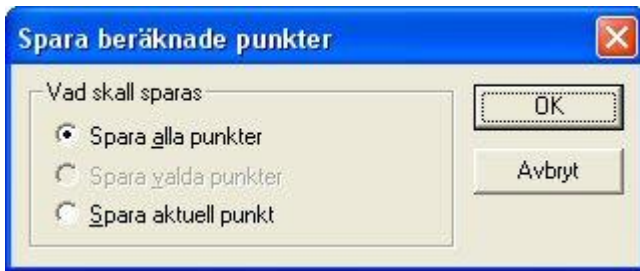 Spara beräknade punkter
Vad skall sparas
Spara alla punkter
Spara valda punkter
Spara aktuell punkt
OK
Avbryt